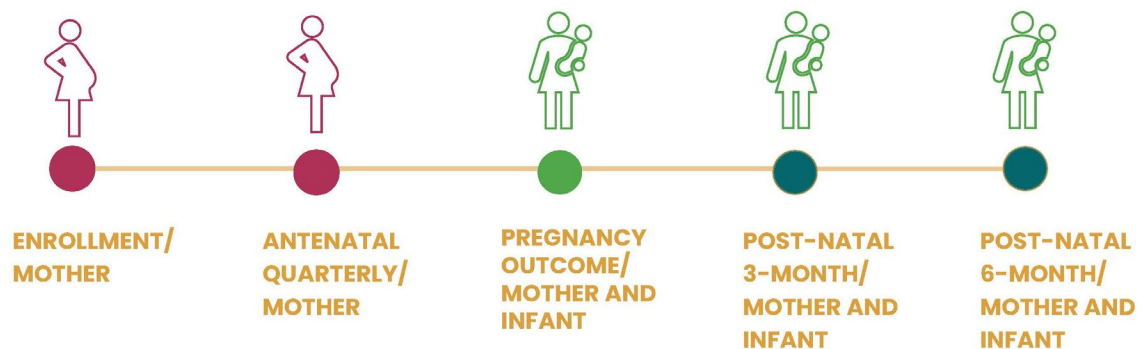 ENROLLMENT/
MOTHER
ANTENATAL
QUARTERLY/
MOTHER
PREGNANCY
OUTCOME/
MOTHER AND
INFANT
POST-NATAL
3-MONTH/
MOTHER AND
INFANT
POST-NATAL
6-MONTH/
MOTHER AND
INFANT